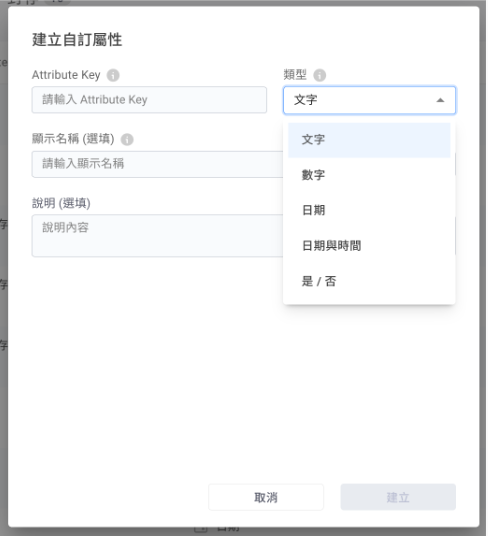 建立自訂屬性
Attribute Key
類型
請輸入 Attribute Key
文字
顯示名稱 (選填)
請輸入顯示名稱
說明 (選填)
說明內容
文字
數字
日期
日期與時間
是 / 否
取消
建立
日期